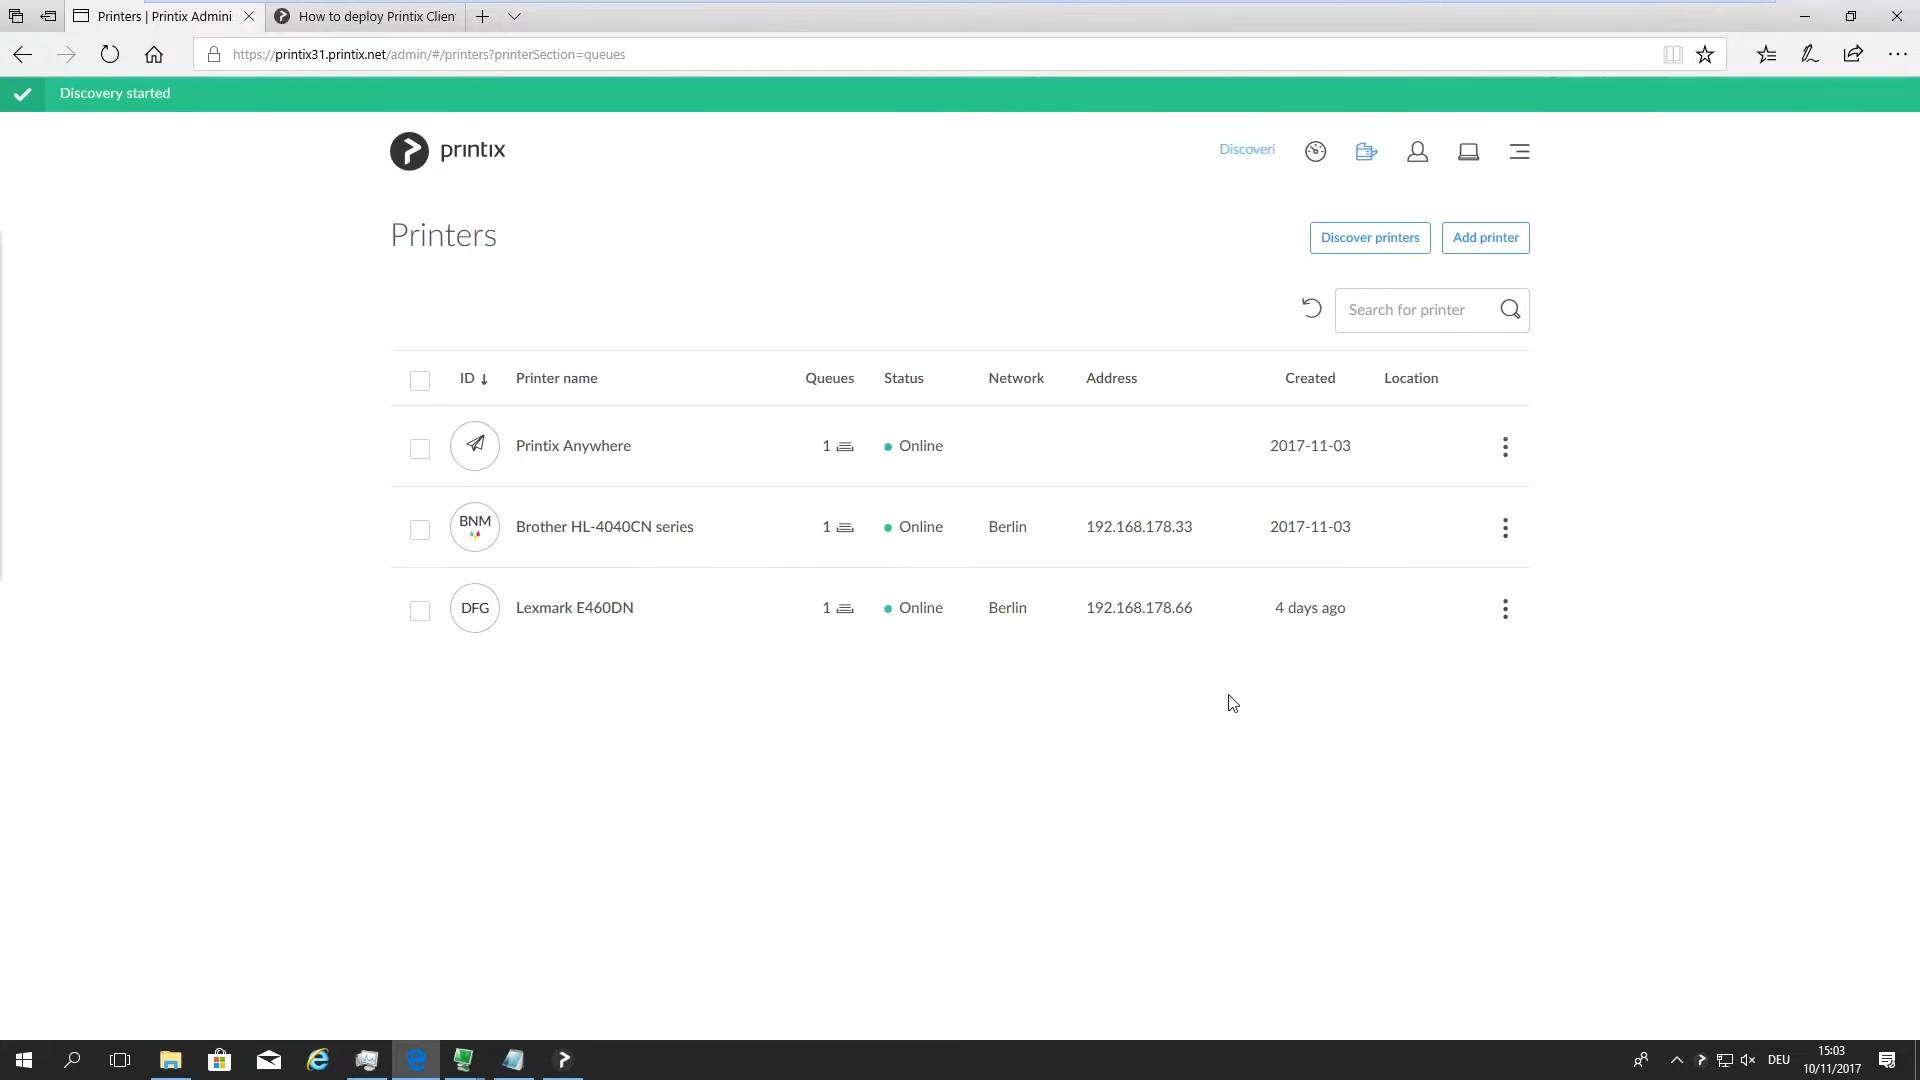 Printers | Printix Admini
How to deploy Printix Clien
https://printix31.printix.net/admin/#/printers?printerSection=queues
Discovery started
printix
Discoveri
Printers
Discover printers
Add printer
Search for printer
ID ↓ Printer name Queues Status Network Address Created Location
Printix Anywhere 1 Online 2017-11-03
BNM Brother HL-4040CN series 1 Online Berlin 192.168.178.33 2017-11-03
DFG Lexmark E460DN 1 Online Berlin 192.168.178.66 4 days ago
DEU
15:03
10/11/2017